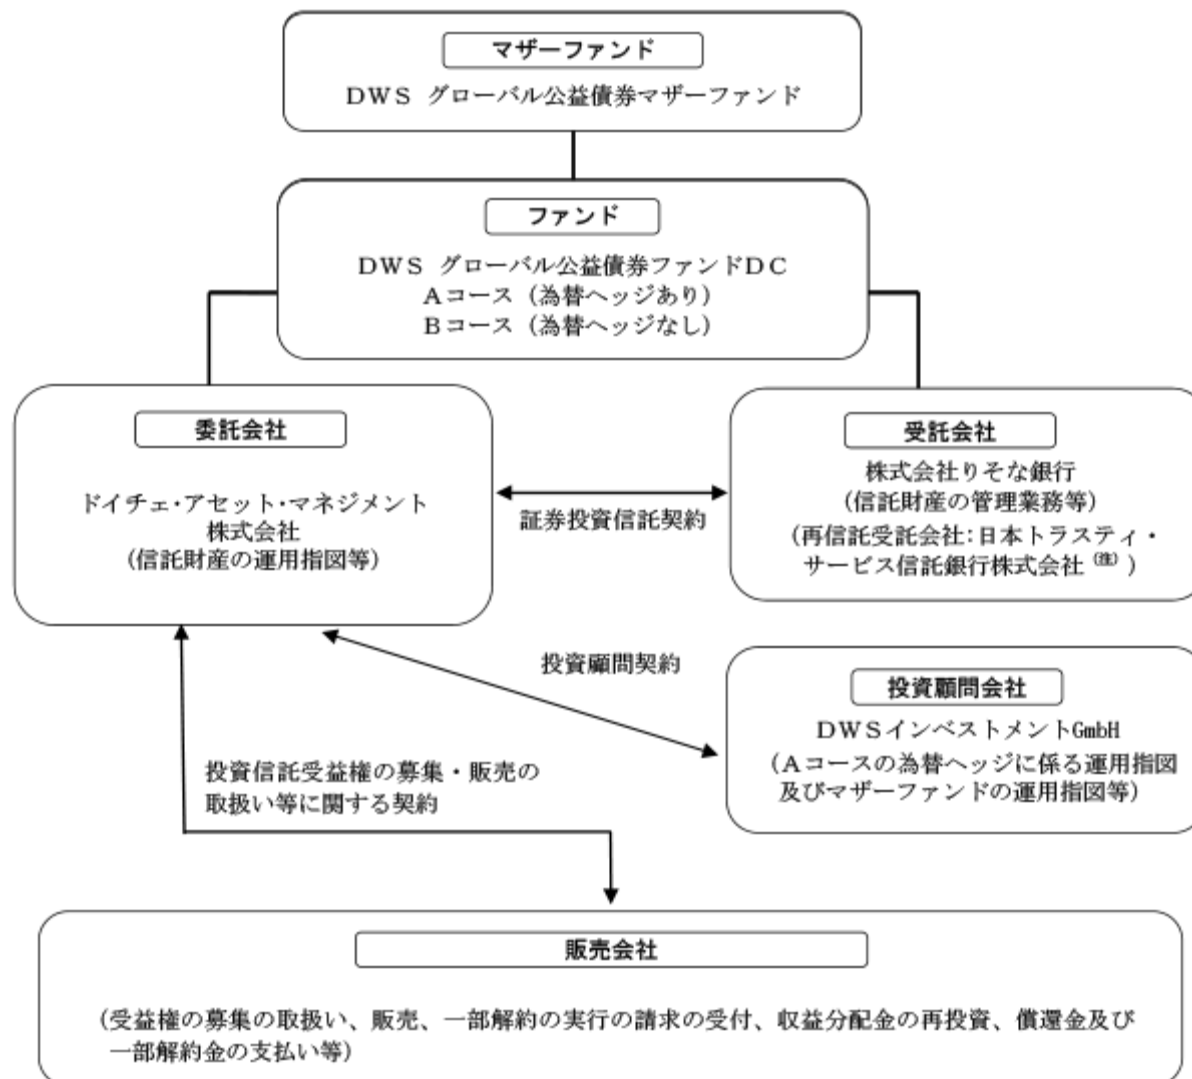 マザーファンド
DWS グローバル公益債券マザーファンド
ファンド
DWS グローバル公益債券ファンドDC
Aコース(為替ヘッジあり)
Bコース(為替ヘッジなし)
委託会社
ドイチェ・アセット・マネジメント
株式会社
(信託財産の運用指図等)
証券投資信託契約
受託会社
株式会社りそな銀行
(信託財産の管理業務等)
(再信託受託会社:日本トラスティ・
サービス信託銀行株式会社(注))
投資顧問契約
投資顧問会社
DWSインベストメントGmbH
(Aコースの為替ヘッジに係る運用指図
及びマザーファンドの運用指図等)
投資信託受益権の募集・販売の
取扱い等に関する契約
販売会社
(受益権の募集の取扱い、販売、一部解約の実行の請求の受付、収益分配金の再投資、償還金及び
一部解約金の支払い等)